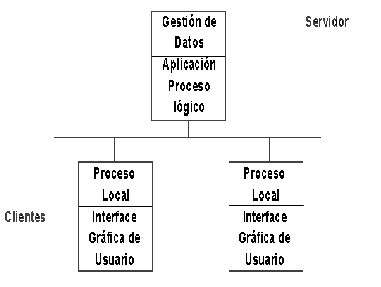 Gestión de
Datos
Servidor
Aplicación
Proceso
lógico
Proceso
Local
Interface
Gráfica de
Usuario
Proceso
Local
Interface
Gráfica de
Usuario
Clientes